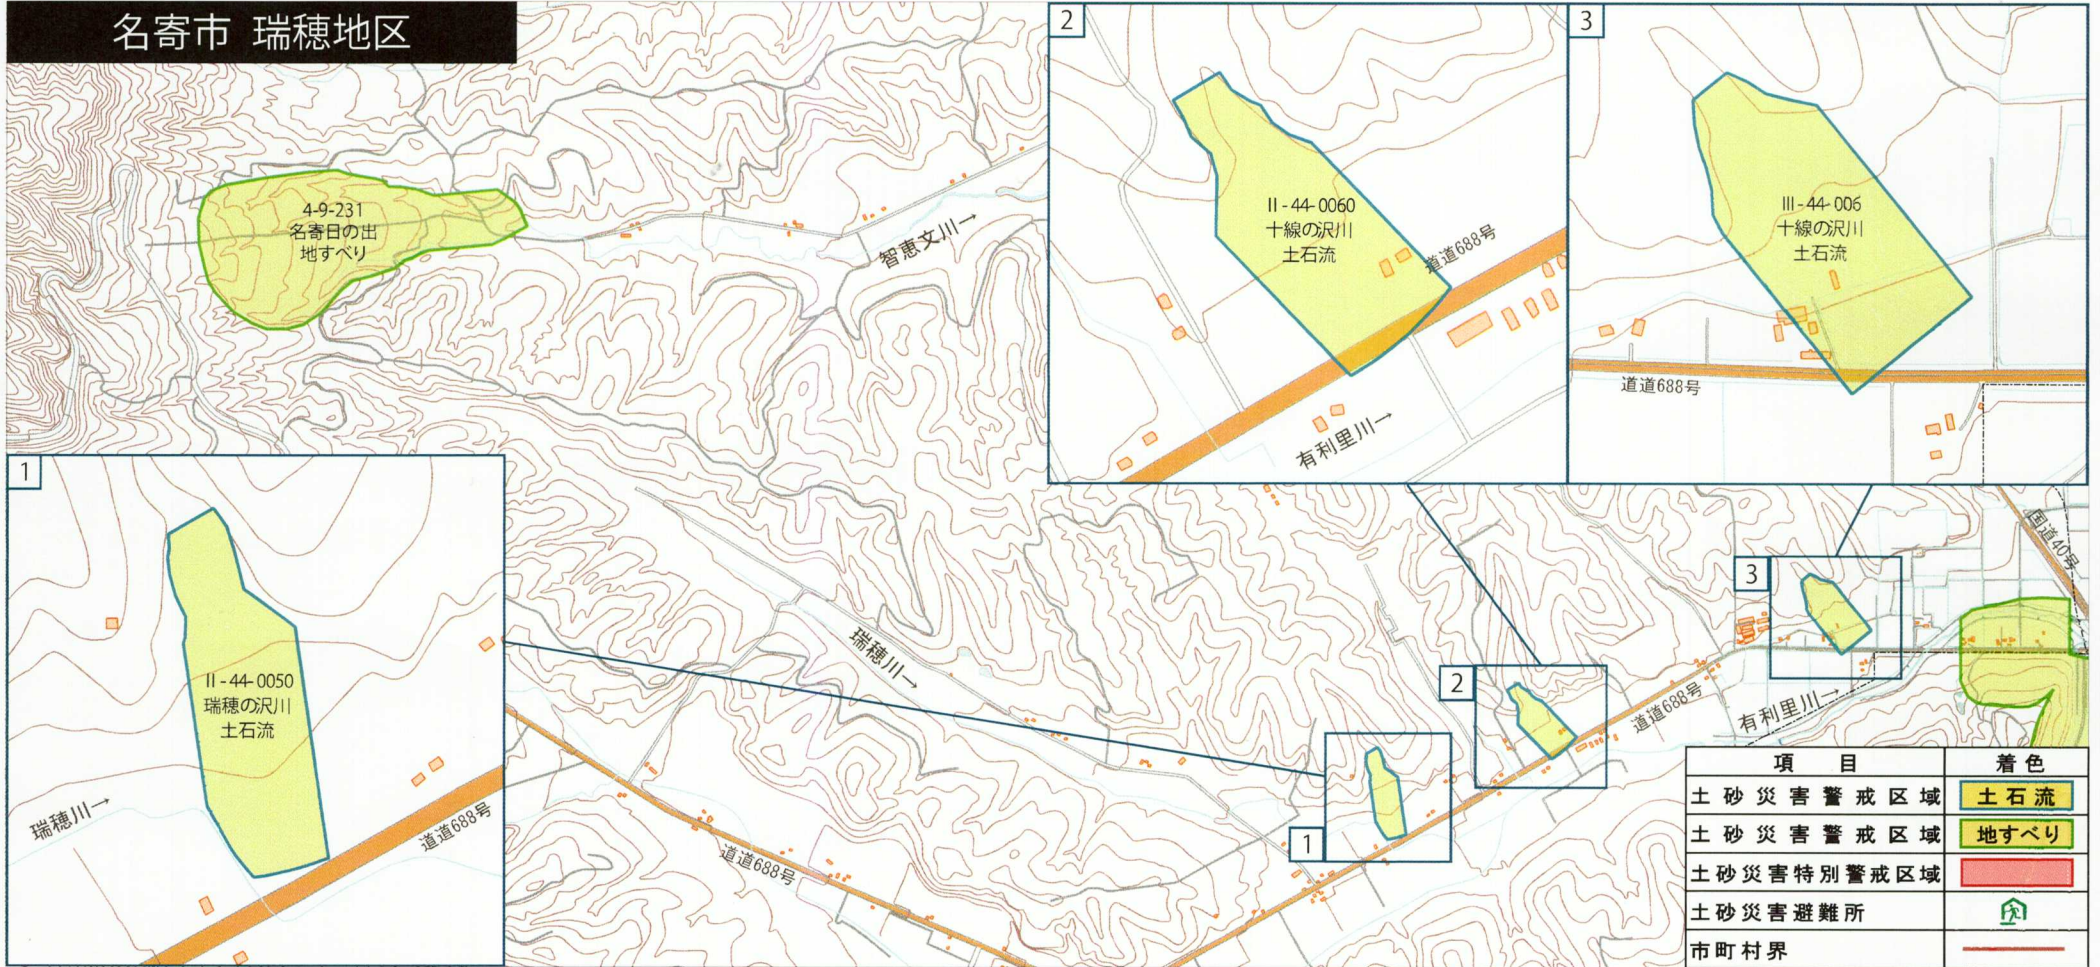 名寄市 瑞穂地区
4-9-231
名寄日の出
地すべり
智恵文川→
2
II-44-0060
十線の沢川
土石流
道道688号
有利里川→
3
III-44-006
十線の沢川
土石流
道道688号
1
II-44-0050
瑞穂の沢川
土石流
瑞穂川→
道道688号
瑞穂川→
道道688号
1
2
3
道道688号
有利里川→
国道40号
項 目 着色
土砂災害警戒区域 土石流
土砂災害警戒区域 地すべり
土砂災害特別警戒区域
土砂災害避難所
市町村界